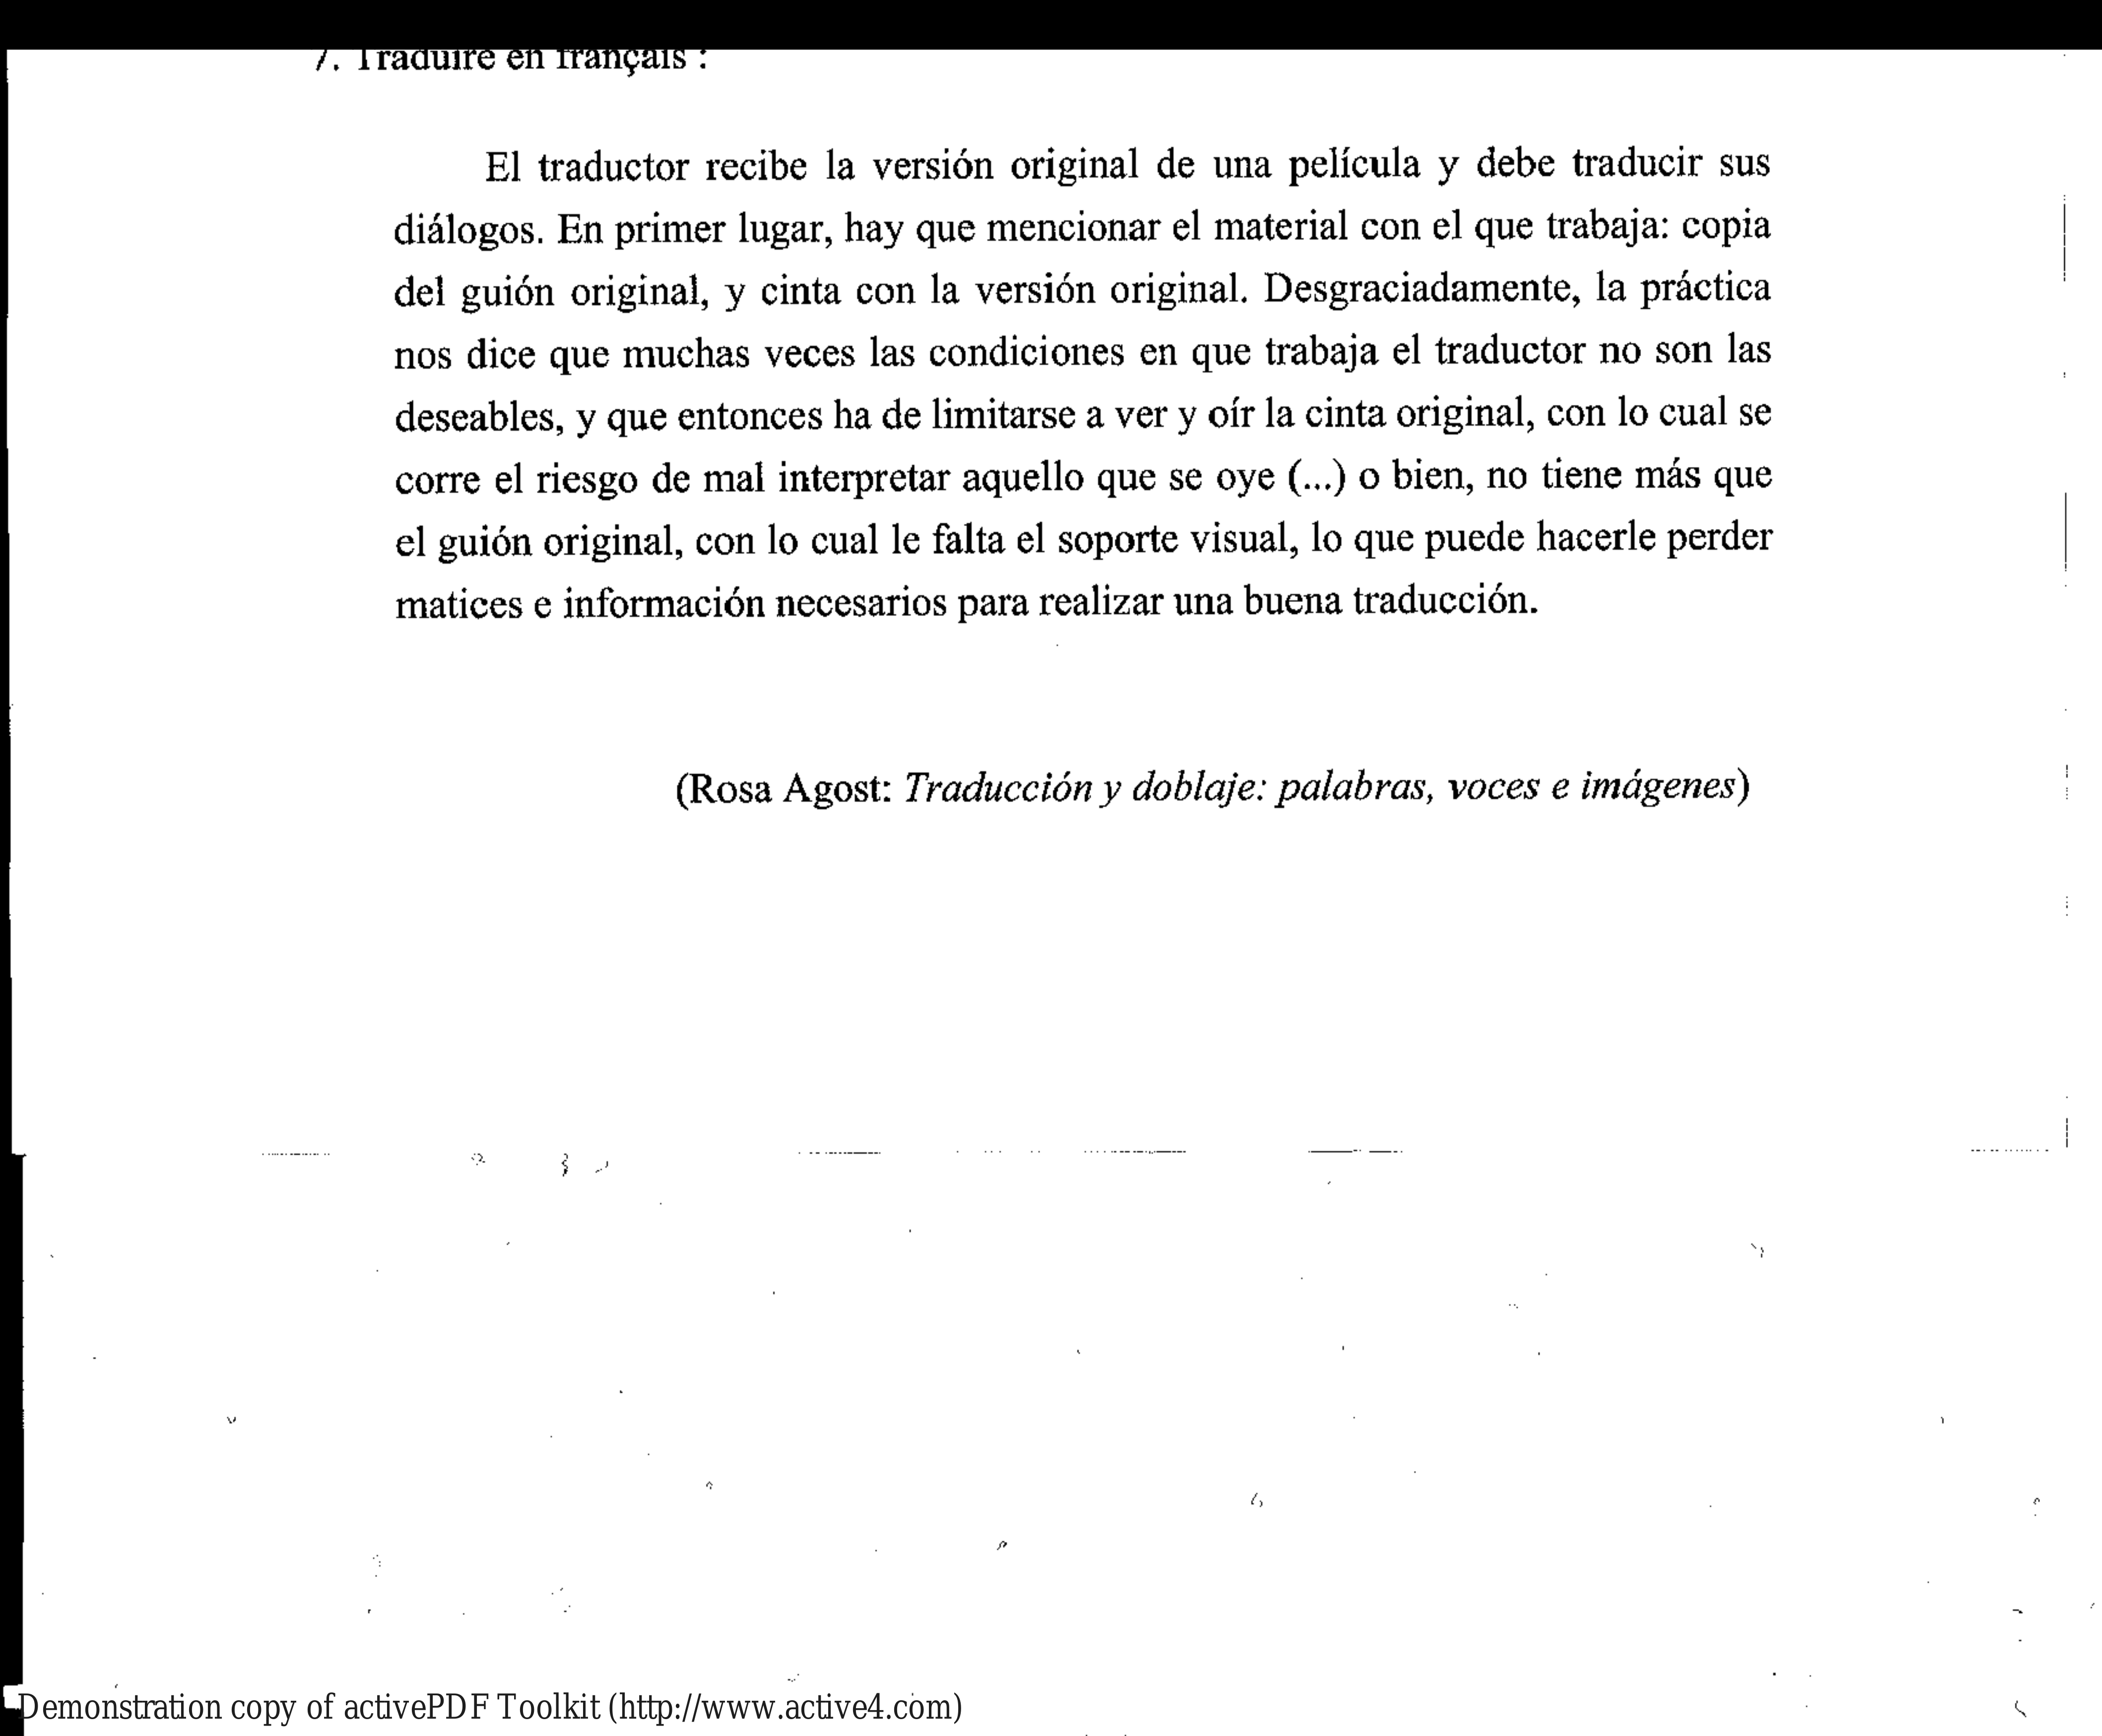 7. Traduire en français :
El traductor recibe la versión original de una película y debe traducir sus
diálogos. En primer lugar, hay que mencionar el material con el que trabaja: copia
del guión original, y cinta con la versión original. Desgraciadamente, la práctica
nos dice que muchas veces las condiciones en que trabaja el traductor no son las
deseables, y que entonces ha de limitarse a ver y oír la cinta original, con lo cual se
corre el riesgo de mal interpretar aquello que se oye (...) o bien, no tiene más que
el guión original, con lo cual le falta el soporte visual, lo que puede hacerle perder
matices e información necesarios para realizar una buena traducción.
(Rosa Agost: Traducción y doblaje: palabras, voces e imágenes)
Demonstration copy of activePDF Toolkit (http://www.active4.com)